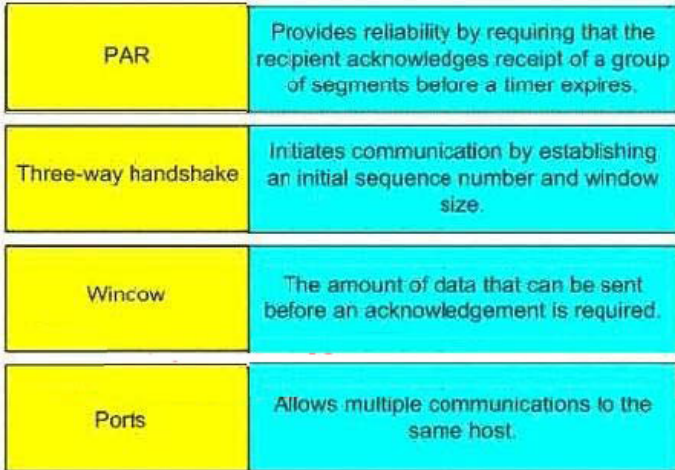 PAR
Provides reliability by requiring that the
recipient acknowledges receipt of a group
of segments before a timer expires.
Three-way handshake
Initiates communication by establishing
an initial sequence number and window
size.
Wincow
The amount of data that can be sent
before an acknowledgement is required.
Ports
Allows multiple communications to the
same host.